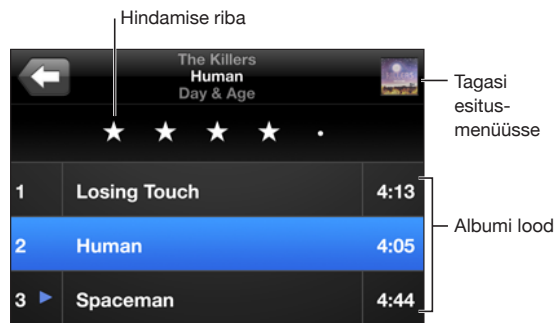 Hindamise riba
The Killers
Human
Day & Age
Tagasi
esitus-
menüüsse
1 Losing Touch 4:13
2 Human 4:05
3 Spaceman 4:44
Albumi lood